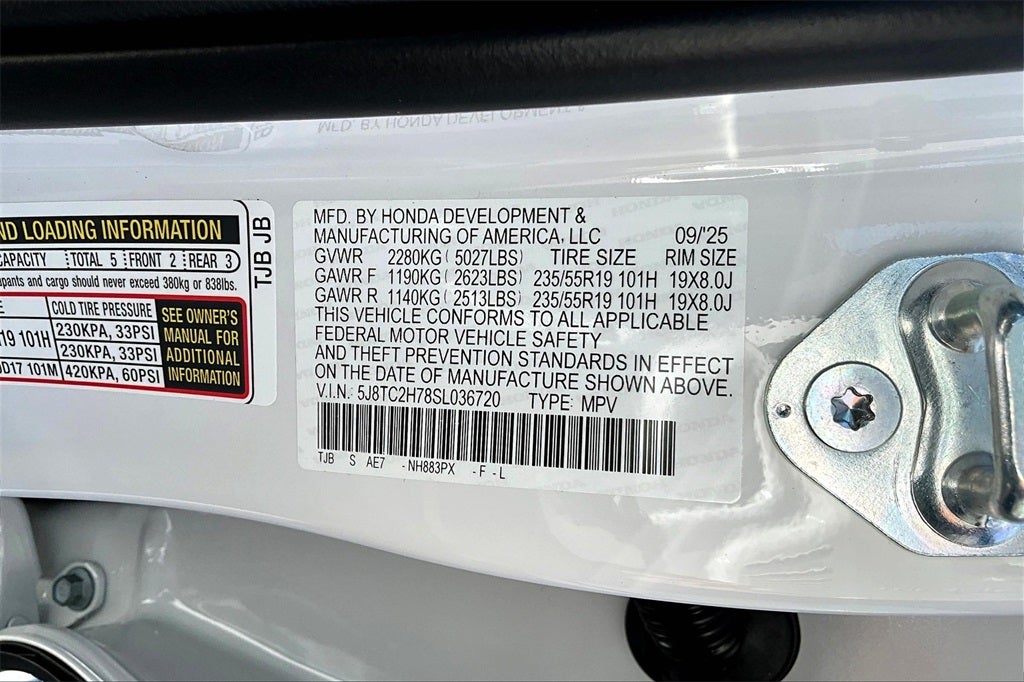 ND LOADING INFORMATION
CAPACITY TOTAL 5 FRONT 2 REAR 3
pants and cargo should never exceed 380kg or 838lbs.
E COLD TIRE PRESSURE
R19 101H 230KPA, 33PSI
230KPA, 33PSI
D17 101M 420KPA, 60PSI
SEE OWNER'S
MANUAL FOR
ADDITIONAL
INFORMATION
TJB JB
MFD. BY HONDA DEVELOPMENT &
MANUFACTURING OF AMERICA, LLC 09/'25
GVWR 2280KG (5027LBS) TIRE SIZE RIM SIZE
GAWR F 1190KG (2623LBS) 235/55R19 101H 19X8.0J
GAWR R 1140KG (2513LBS) 235/55R19 101H 19X8.0J
THIS VEHICLE CONFORMS TO ALL APPLICABLE
FEDERAL MOTOR VEHICLE SAFETY
AND THEFT PREVENTION STANDARDS IN EFFECT
ON THE DATE OF MANUFACTURE SHOWN ABOVE.
V.I.N.: 5J8TC2H78SL036720 TYPE: MPV
TJB S AE7 -NH883PX -F -L